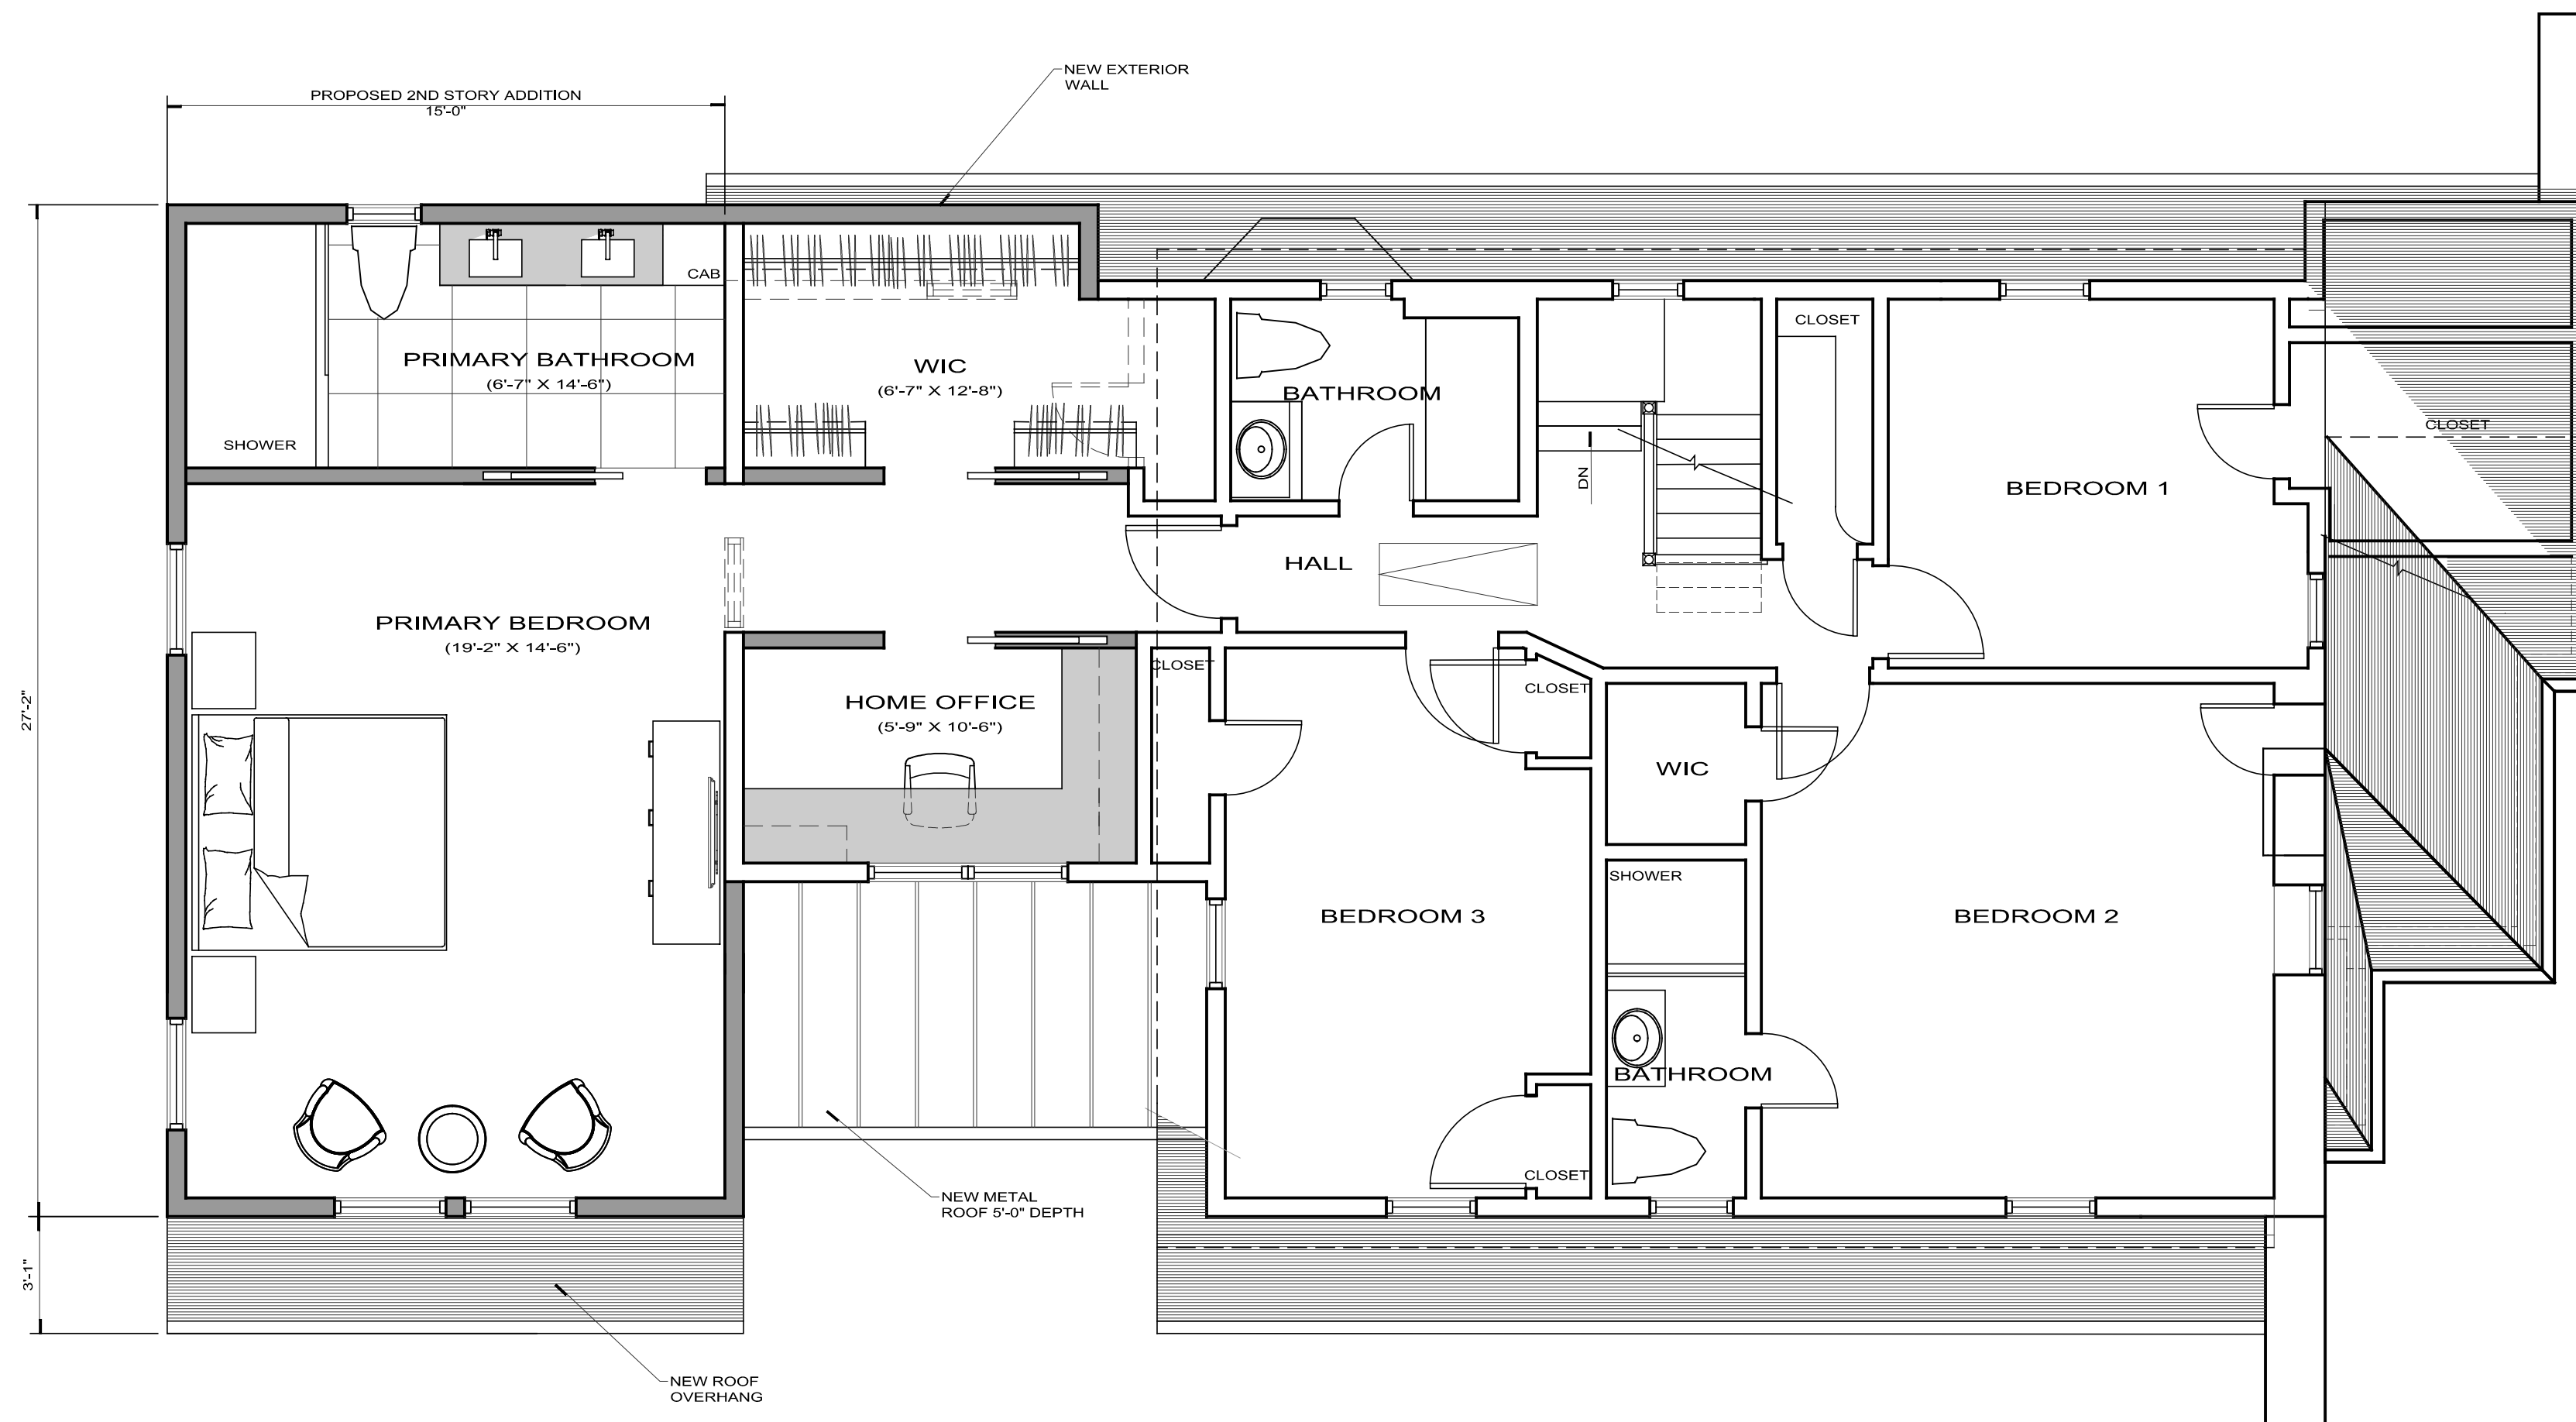 NEW EXTERIOR
WALL
PROPOSED 2ND STORY ADDITION
15'-0"
CAB
CLOSET
PRIMARY BATHROOM
(6'-7" X 14'-6")
WIC
(6'-7" X 12'-8")
BATHROOM
SHOWER
CLOSET
DN
BEDROOM 1
HALL
PRIMARY BEDROOM
(19'-2" X 14'-6")
CLOSET
CLOSET
HOME OFFICE
(5'-9" X 10'-6")
27'-2"
WIC
SHOWER
BEDROOM 3
BEDROOM 2
BATHROOM
CLOSET
NEW METAL
ROOF 5'-0" DEPTH
3'-1"
NEW ROOF
OVERHANG